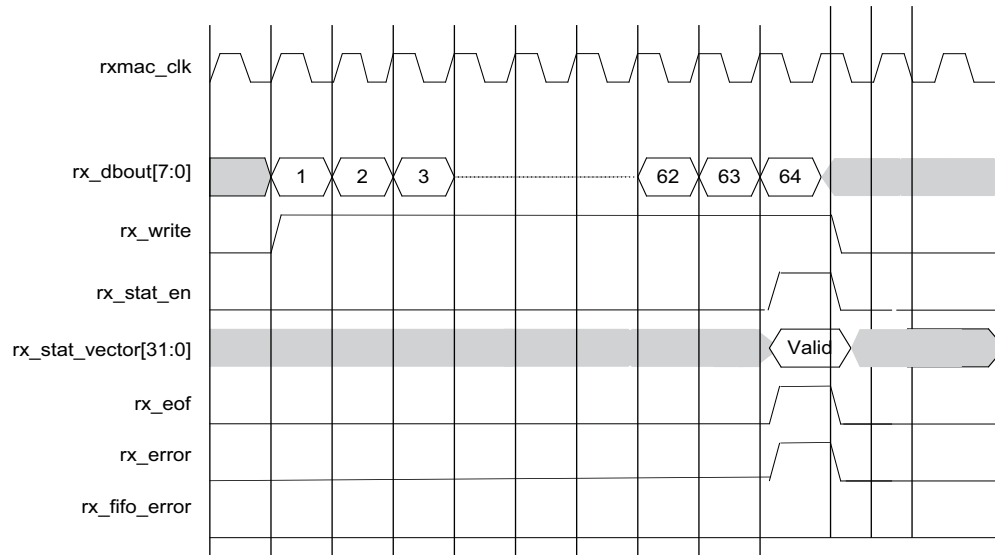 rxmac_clk
rx_dbout[7:0] 1 2 3 62 63 64
rx_write
rx_stat_en
rx_stat_vector[31:0] Valid
rx_eof
rx_error
rx_fifo_error